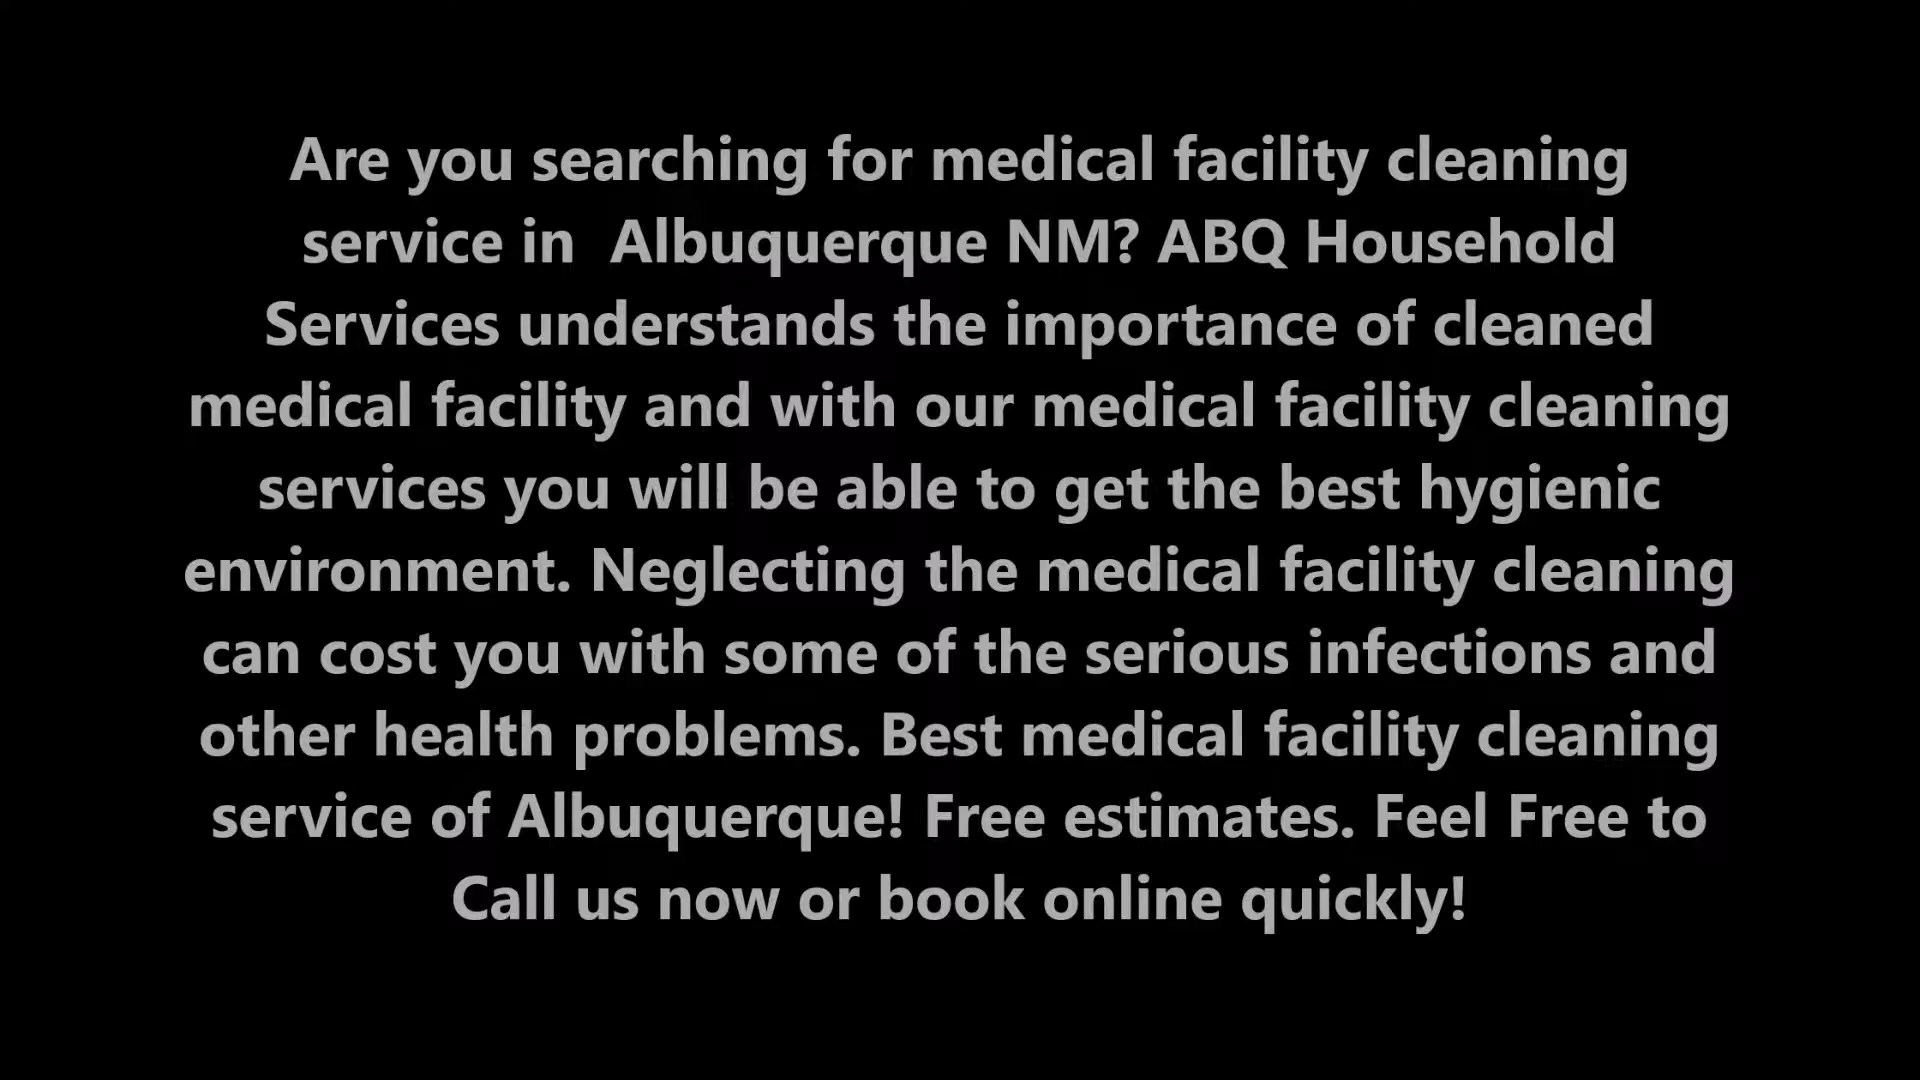 Are you searching for medical facility cleaning
service in  Albuquerque NM? ABQ Household
Services understands the importance of cleaned
medical facility and with our medical facility cleaning
services you will be able to get the best hygienic
environment. Neglecting the medical facility cleaning
can cost you with some of the serious infections and
other health problems. Best medical facility cleaning
service of Albuquerque! Free estimates. Feel Free to
Call us now or book online quickly!